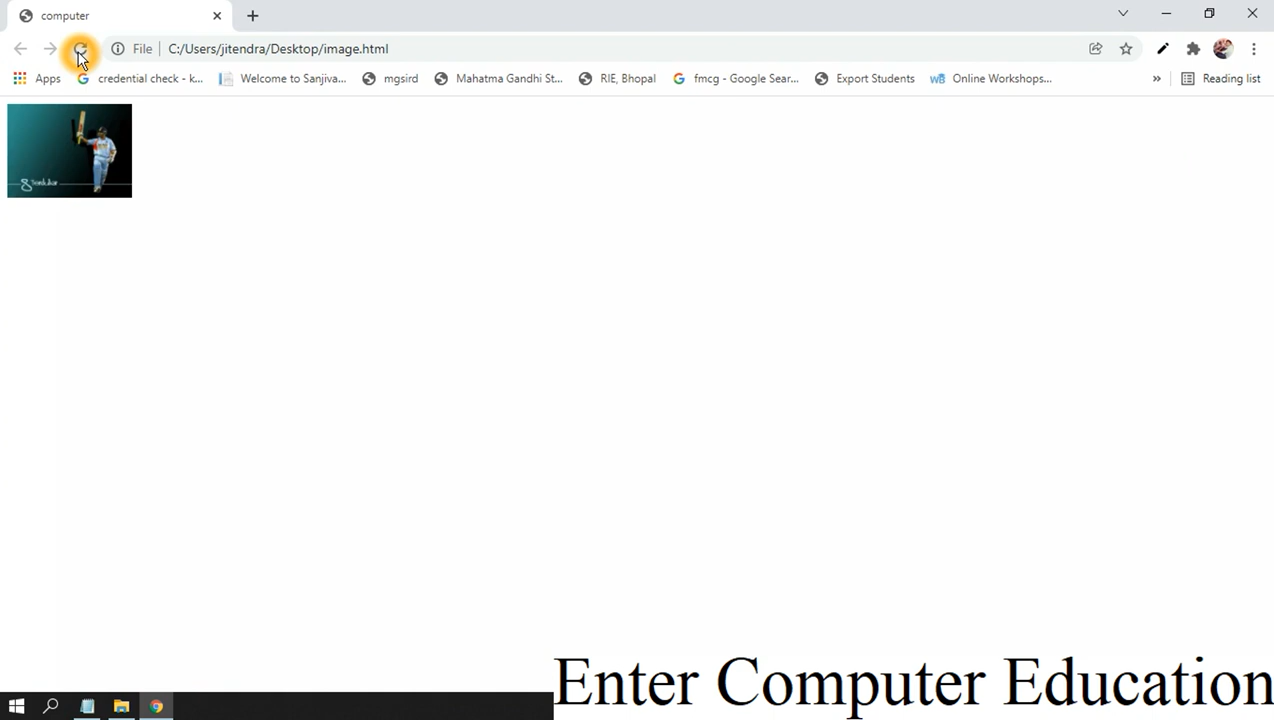 computer
File C:/Users/jitendra/Desktop/image.html
Apps credential check - k... Welcome to Sanjiva... mgsird Mahatma Gandhi St... RIE, Bhopal fmcg - Google Sear... Export Students Online Workshops... » Reading list
Enter Computer Education